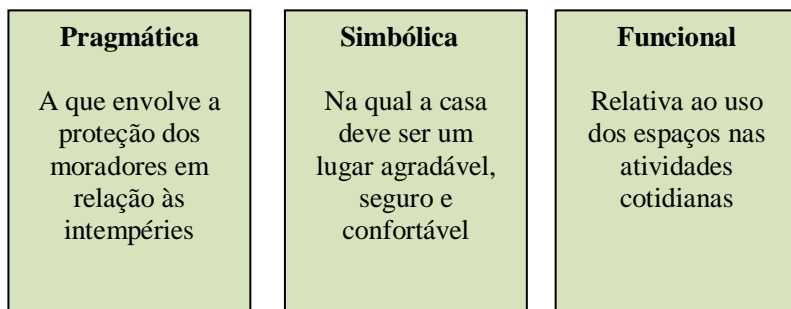 Pragmática
A que envolve a
proteção dos
moradores em
relação às
intempéries
Simbólica
Na qual a casa
deve ser um
lugar agradável,
seguro e
confortável
Funcional
Relativa ao uso
dos espaços nas
atividades
cotidianas